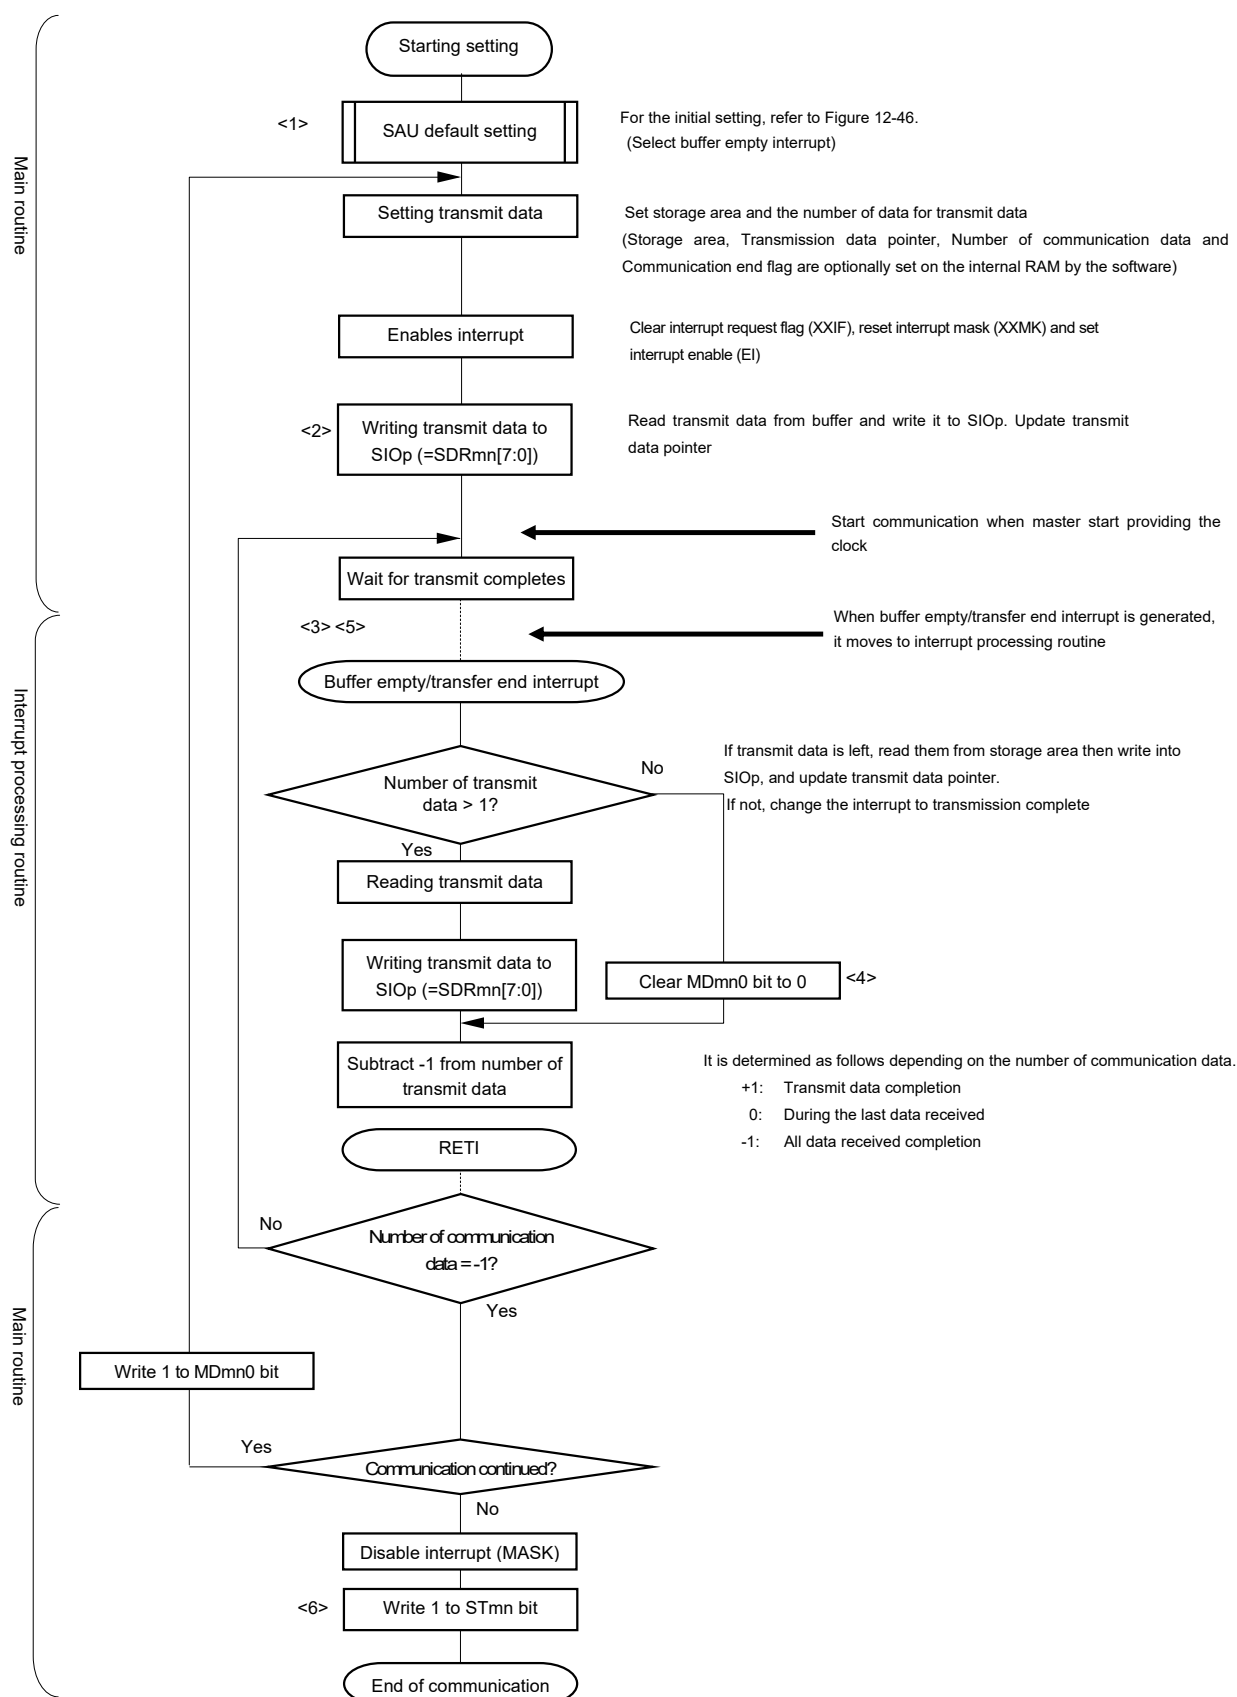 Main routine
Starting setting
<1>
SAU default setting
For the initial setting, refer to Figure 12-46.
(Select buffer empty interrupt)
Setting transmit data
Set storage area and the number of data for transmit data
(Storage area, Transmission data pointer, Number of communication data and
Communication end flag are optionally set on the internal RAM by the software)
Enables interrupt
Clear interrupt request flag (XXIF), reset interrupt mask (XXMK) and set
interrupt enable (EI)
<2>
Writing transmit data to
SIOp (=SDRmn[7:0])
Read transmit data from buffer and write it to SIOp. Update transmit
data pointer
Start communication when master start providing the
clock
Wait for transmit completes
Interrupt processing routine
<3> <5>
When buffer empty/transfer end interrupt is generated,
it moves to interrupt processing routine
Buffer empty/transfer end interrupt
Number of transmit
data > 1?
No
If transmit data is left, read them from storage area then write into
SIOp, and update transmit data pointer.
If not, change the interrupt to transmission complete
Yes
Reading transmit data
Writing transmit data to
SIOp (=SDRmn[7:0])
Clear MDmn0 bit to 0
<4>
Subtract -1 from number of
transmit data
It is determined as follows depending on the number of communication data.
+1: Transmit data completion
0: During the last data received
-1: All data received completion
RETI
Main routine
No
Number of communication
data = -1?
Yes
Write 1 to MDmn0 bit
Yes
Communication continued?
No
Disable interrupt (MASK)
<6>
Write 1 to STmn bit
End of communication